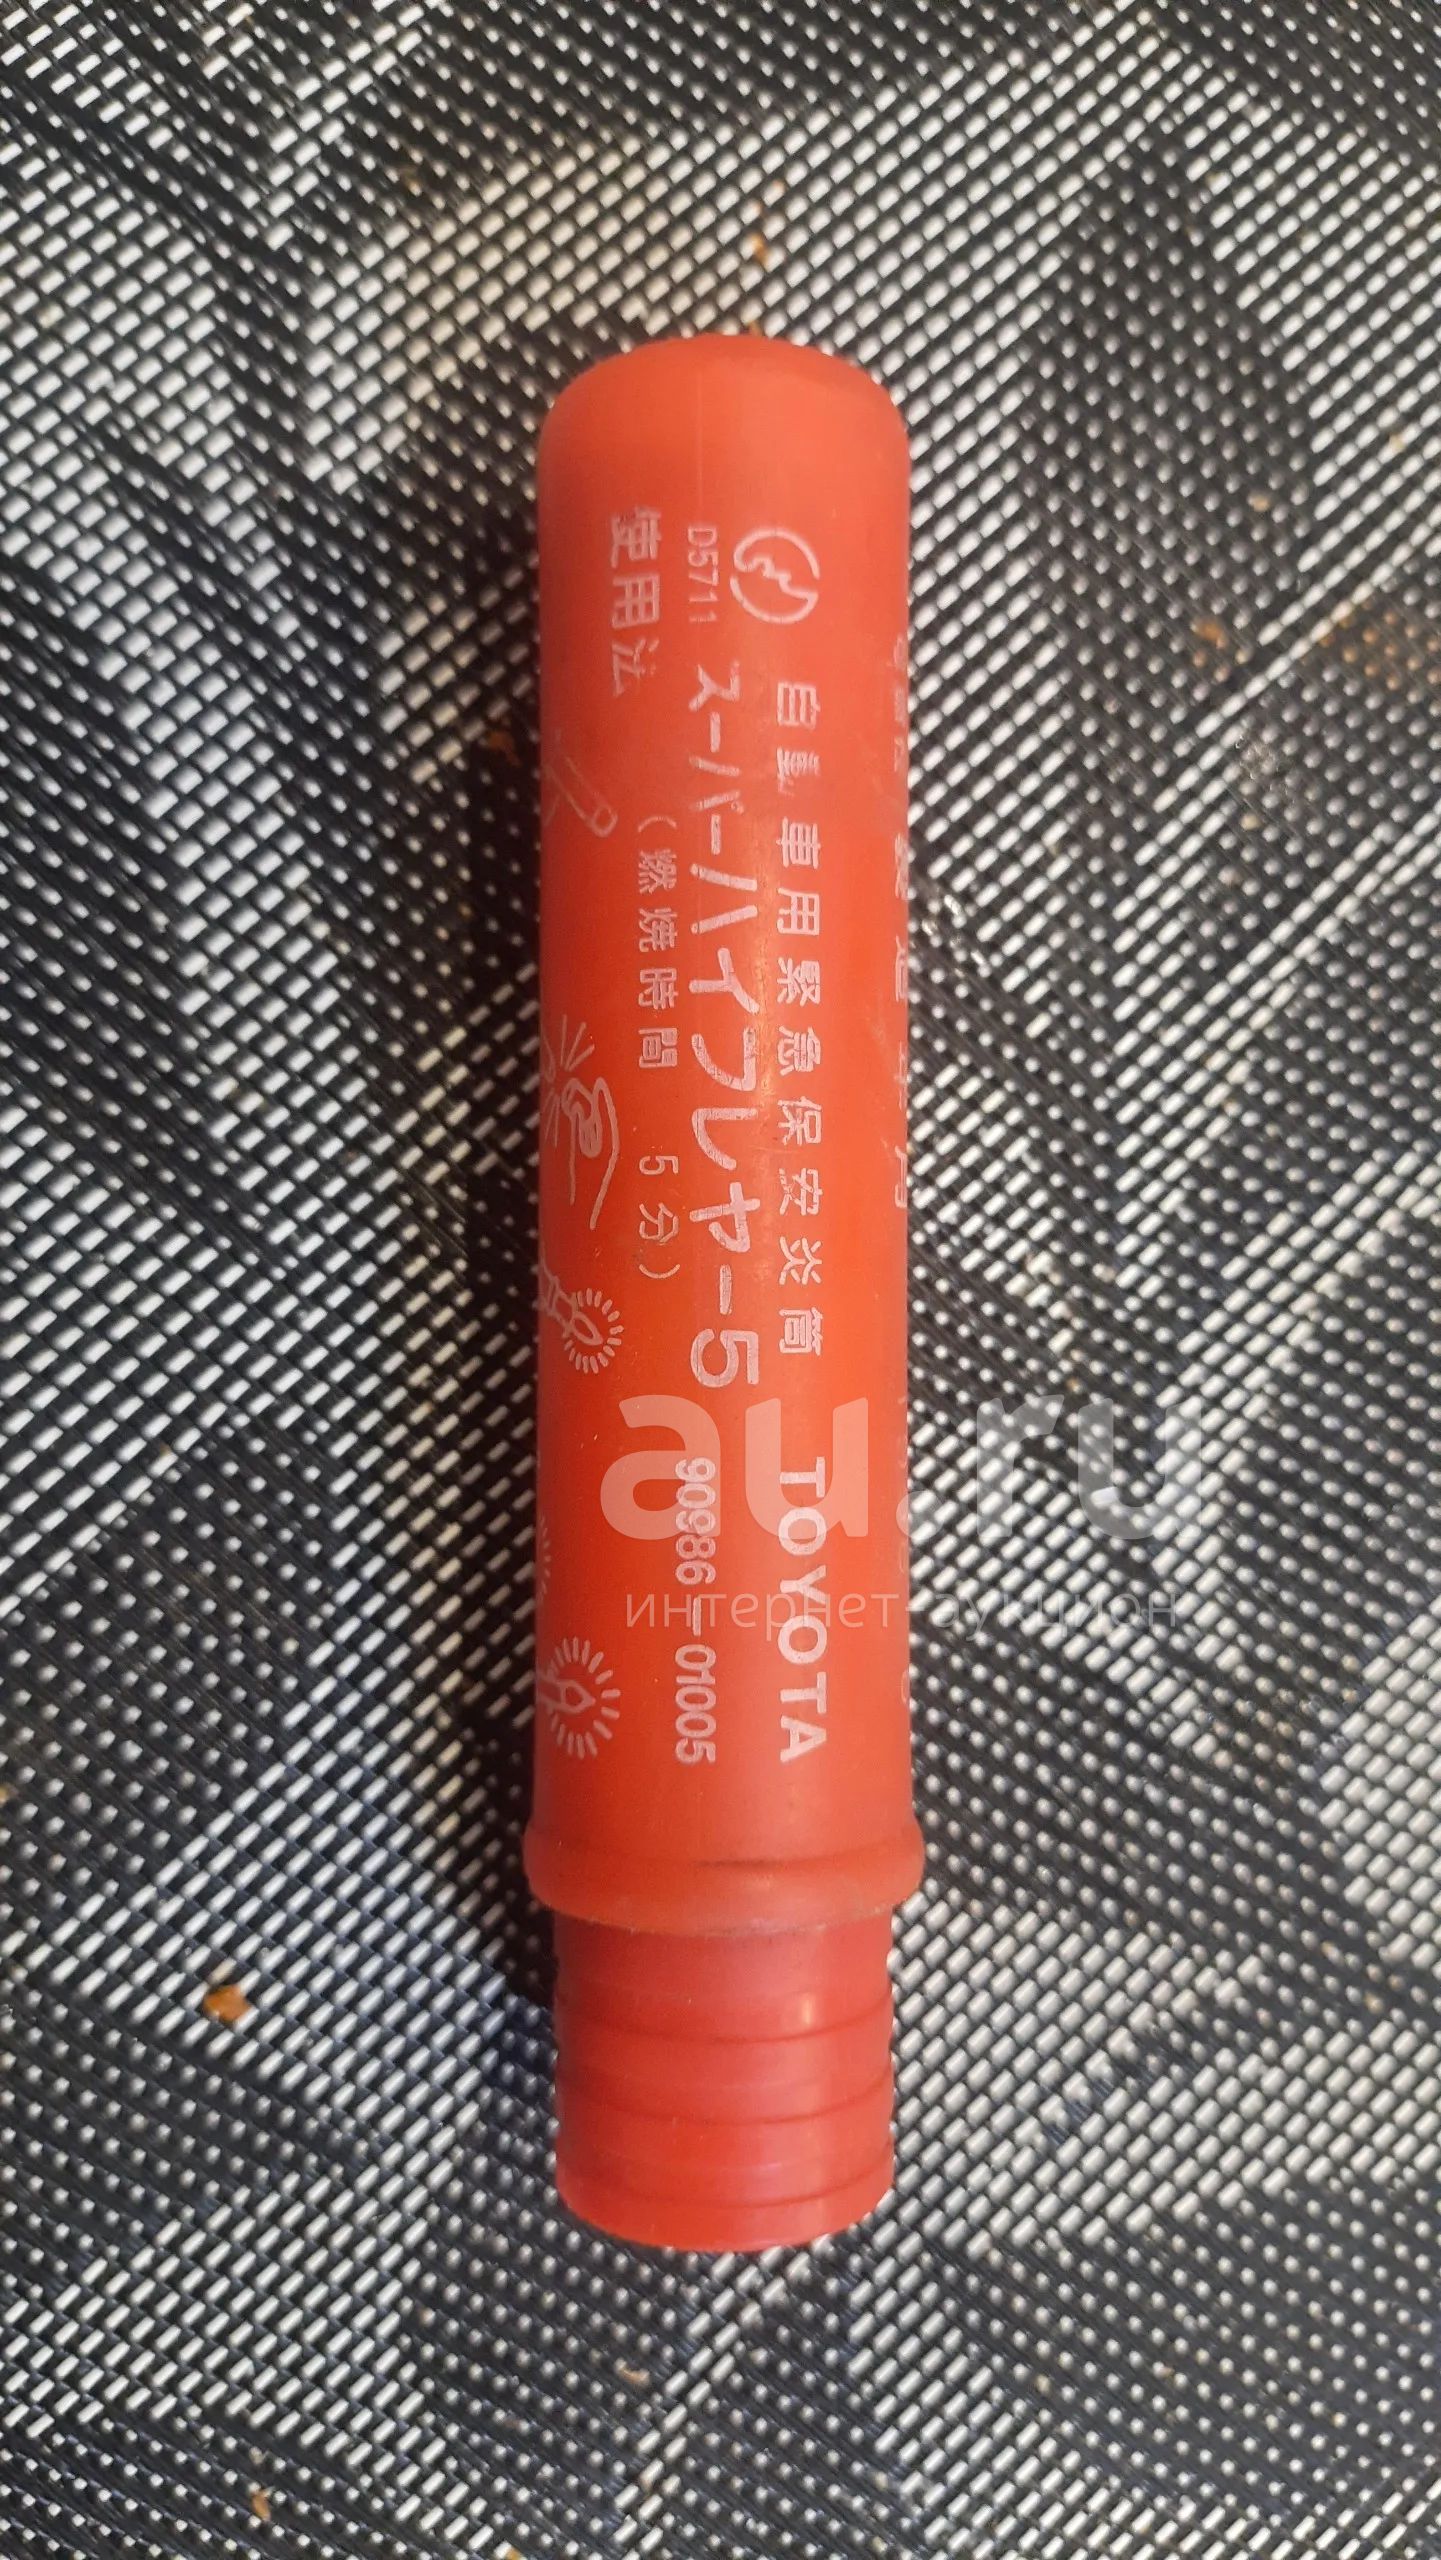 自動車用緊急保安炎筒 TOYOTA
D5711
スーパーハイフレヤー5
90986-01005
(燃焼時間 5分)
使用法
au.ru
интернет-аукцион